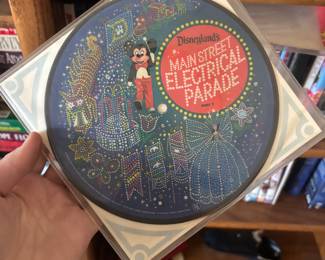 Disneyland's
MAIN STREET
ELECTRICAL
PARADE